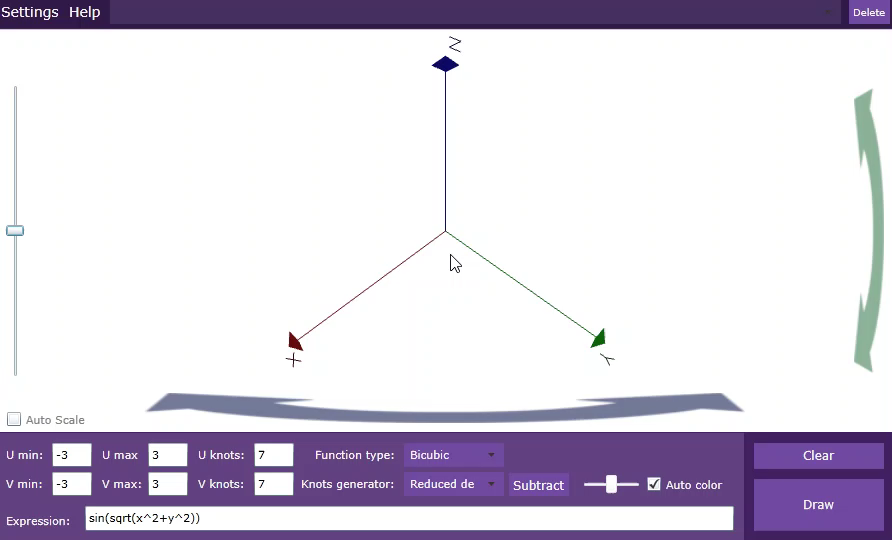 Settings Help Delete
Z
X
Y
Auto Scale
U min: -3 U max 3 U knots: 7 Function type: Bicubic Clear
V min: -3 V max: 3 V knots: 7 Knots generator: Reduced de Subtract Auto color
Draw
Expression: sin(sqrt(x^2+y^2))